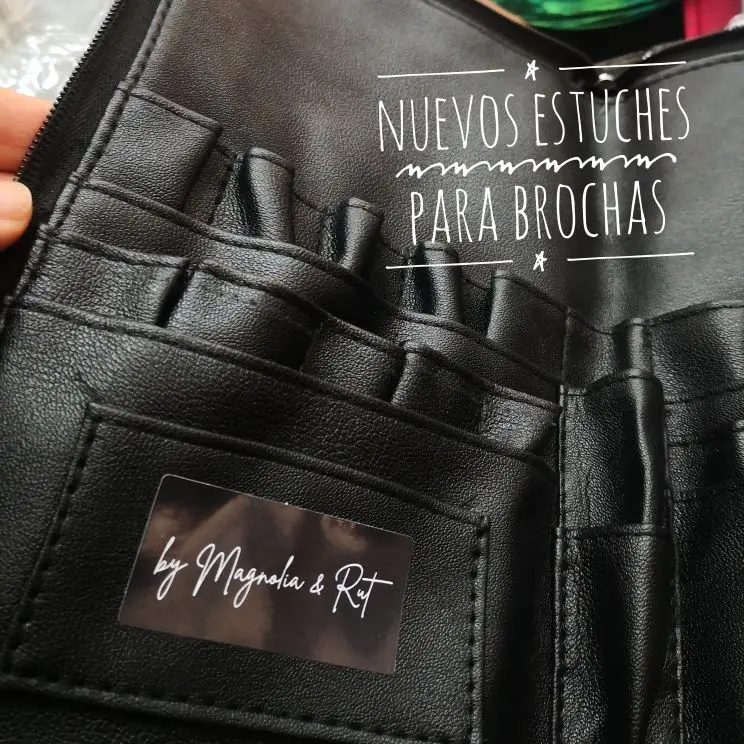 NUEVOS ESTUCHES
PARA BROCHAS
by Magnolia & Rut